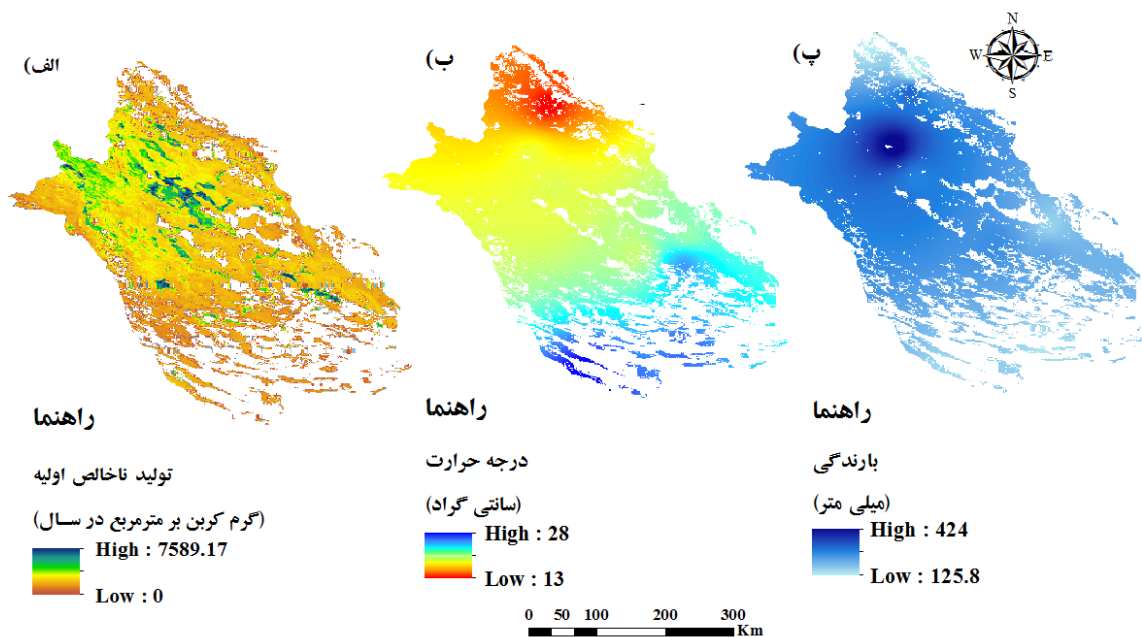 الف)
ب)
پ)
N
W E
S
راهنما
تولید ناخالص اولیه
(گرم کربن بر مترمربع در سـال)
High : 7589.17
Low : 0
راهنما
درجه حرارت
(سانتی گراد)
High : 28
Low : 13
راهنما
بارندگی
(میلی متر)
High : 424
Low : 125.8
0 50 100 200 300
Km